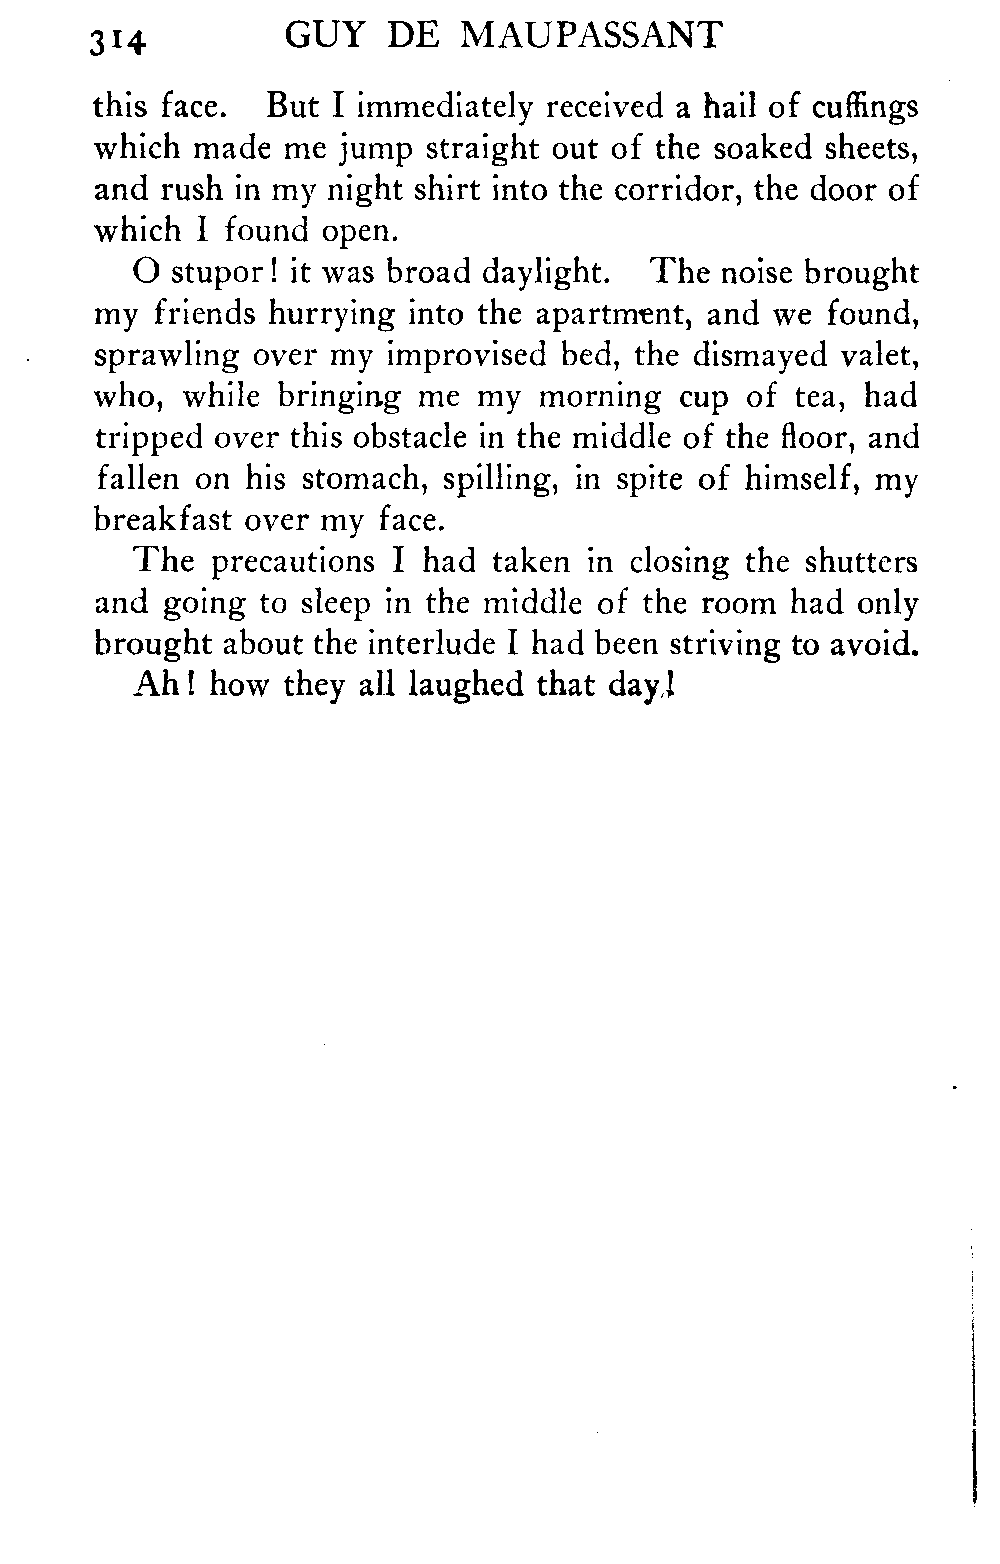 314 GUY DE MAUPASSANT
this face. But I immediately received a hail of cuffings
which made me jump straight out of the soaked sheets,
and rush in my night shirt into the corridor, the door of
which I found open.
O stupor! it was broad daylight. The noise brought
my friends hurrying into the apartment, and we found,
sprawling over my improvised bed, the dismayed valet,
who, while bringing me my morning cup of tea, had
tripped over this obstacle in the middle of the floor, and
fallen on his stomach, spilling, in spite of himself, my
breakfast over my face.
The precautions I had taken in closing the shutters
and going to sleep in the middle of the room had only
brought about the interlude I had been striving to avoid.
Ah! how they all laughed that day!